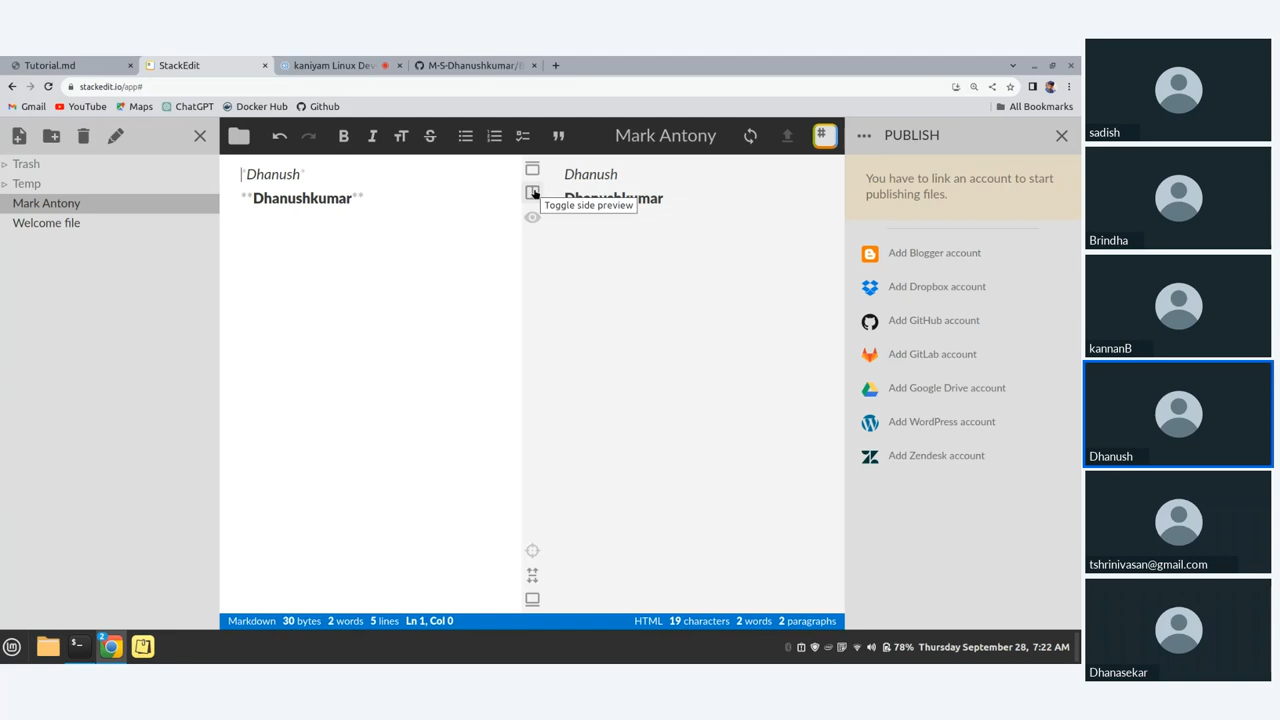 Tutorial.md
StackEdit
kaniyam Linux Dev
M-S-Dhanushkumar/
stackedit.io/app#
Gmail
YouTube
Maps
ChatGPT
Docker Hub
Github
All Bookmarks
Mark Antony
PUBLISH
Trash
Temp
Mark Antony
Welcome file
*Dhanush*
**Dhanushkumar**
Dhanush
Dhanushkumar
Toggle side preview
You have to link an account to start
publishing files.
Add Blogger account
Add Dropbox account
Add GitHub account
Add GitLab account
Add Google Drive account
Add WordPress account
Add Zendesk account
Markdown 30 bytes 2 words 5 lines Ln 1, Col 0
HTML 19 characters 2 words 2 paragraphs
2
78% Thursday September 28, 7:22 AM
sadish
Brindha
kannanB
Dhanush
tshrinivasan@gmail.com
Dhanasekar